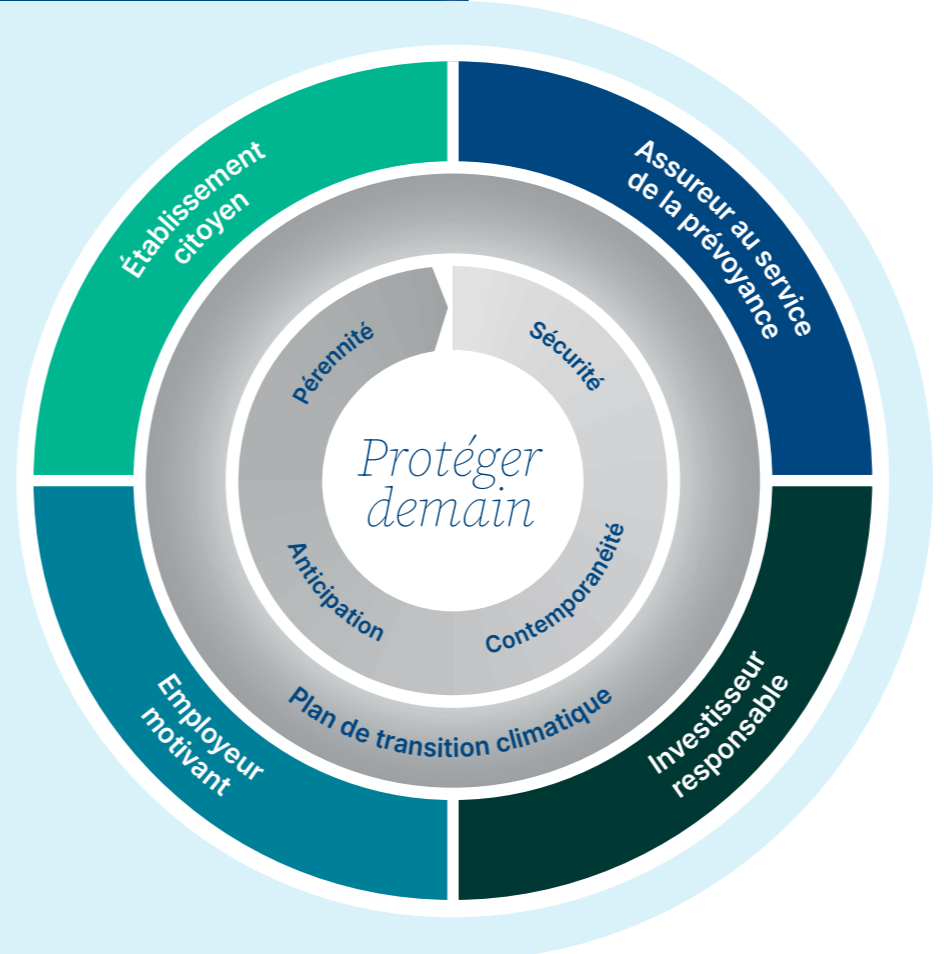 Établissement
citoyen
Assureur au service
de la prévoyance
Pérennité
Sécurité
Protéger
demain
Anticipation
Contemporanéité
Plan de transition climatique
Employeur
motivant
Investisseur
responsable